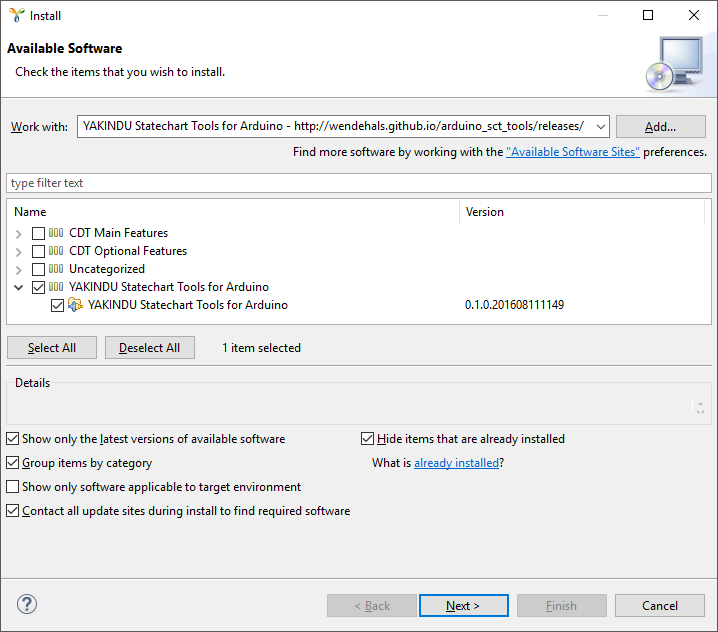 Install
Available Software
Check the items that you wish to install.
Work with: YAKINDU Statechart Tools for Arduino - http://wendehals.github.io/arduino_sct_tools/releases/ Add...
Find more software by working with the "Available Software Sites" preferences.
type filter text
Name Version
CDT Main Features
CDT Optional Features
Uncategorized
YAKINDU Statechart Tools for Arduino
YAKINDU Statechart Tools for Arduino 0.1.0.201608111149
Select All Deselect All 1 item selected
Details
Show only the latest versions of available software Hide items that are already installed
Group items by category What is already installed?
Show only software applicable to target environment
Contact all update sites during install to find required software
? < Back Next > Finish Cancel